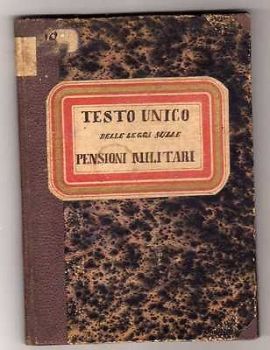 TESTO UNICO
DELLE LEGGI SULLE
PENSIONI MILITARI